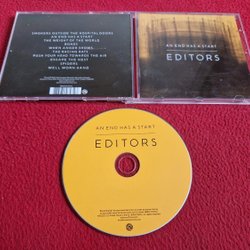 SMOKERS OUTSIDE THE HOSPITAL DOORS
AN END HAS A START
THE WEIGHT OF THE WORLD
BONES
WHEN ANGER SHOWS
THE RACING RATS
PUSH YOUR HEAD TOWARDS THE AIR
ESCAPE THE NEST
SPIDERS
WELL WORN HAND
AN END HAS A START
EDITORS
AN END HAS A START
EDITORS